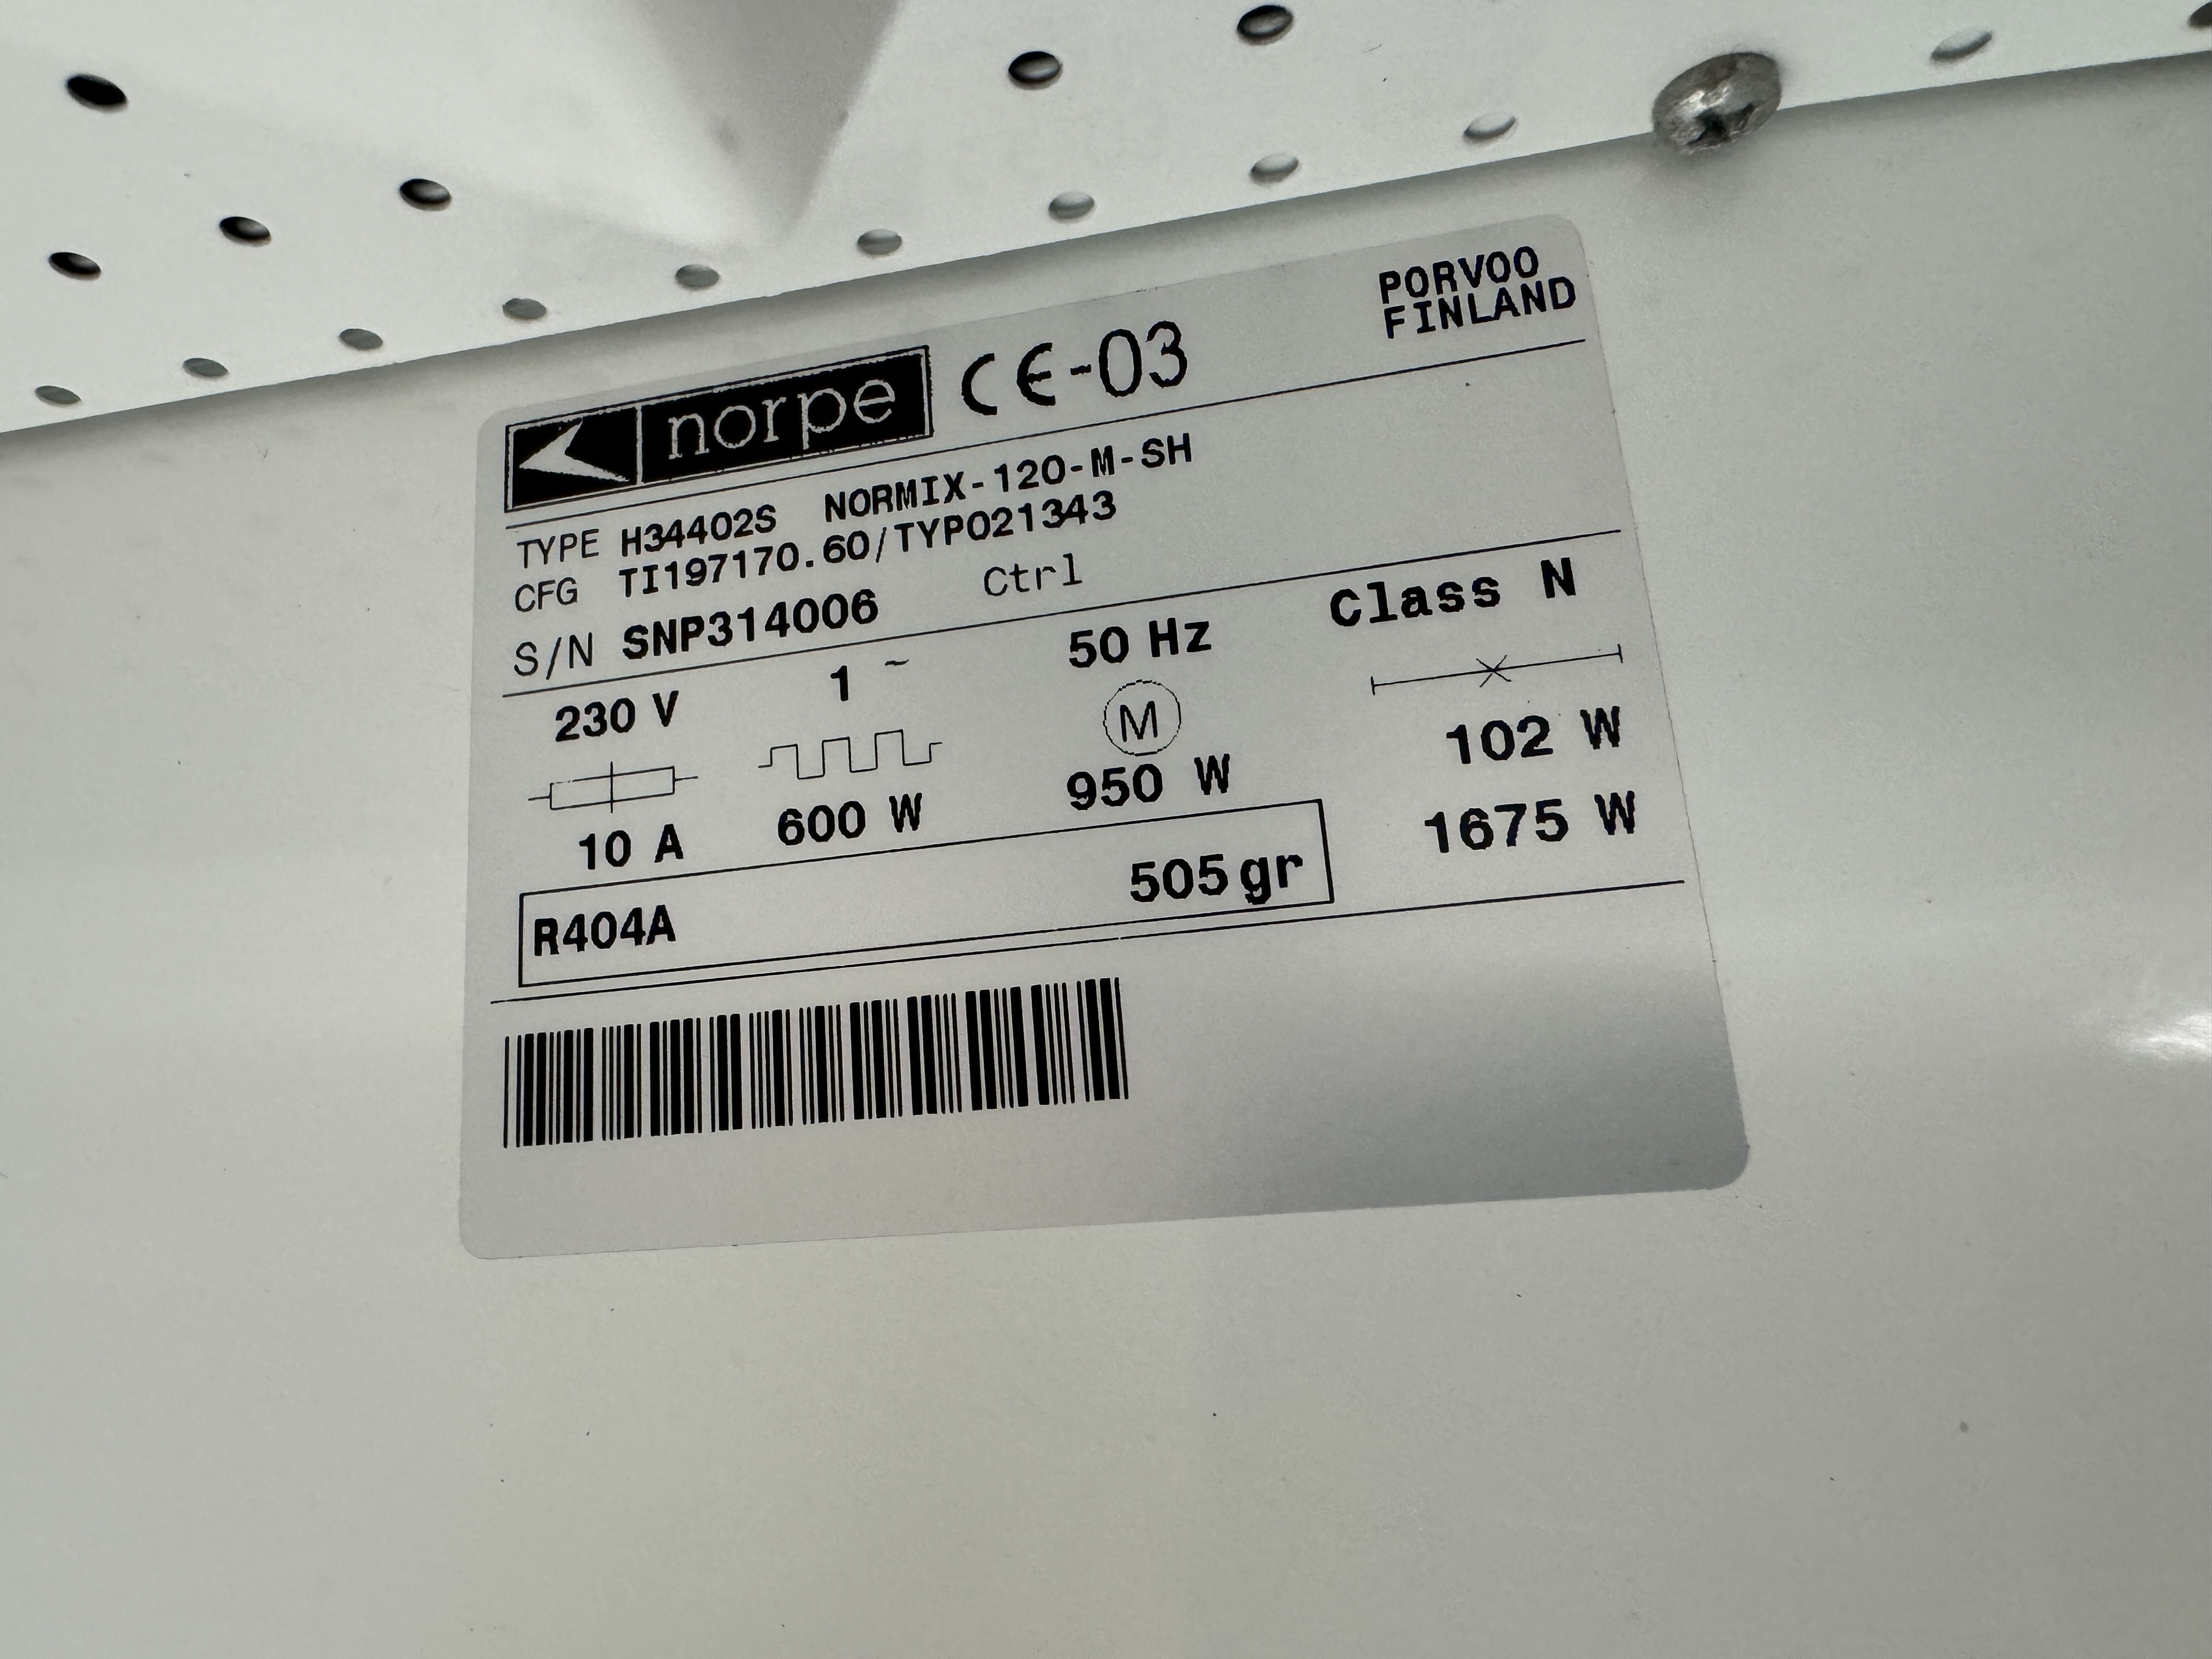 norpe CE-03
PORVOO
FINLAND
TYPE H34402S NORMIX-120-M-SH
CFG TI197170.60/TYPO21343
S/N SNP314006 Ctrl
230 V 1 ~ 50 Hz Class N
M
10 A 600 W 950 W 102 W
1675 W
R404A 505gr